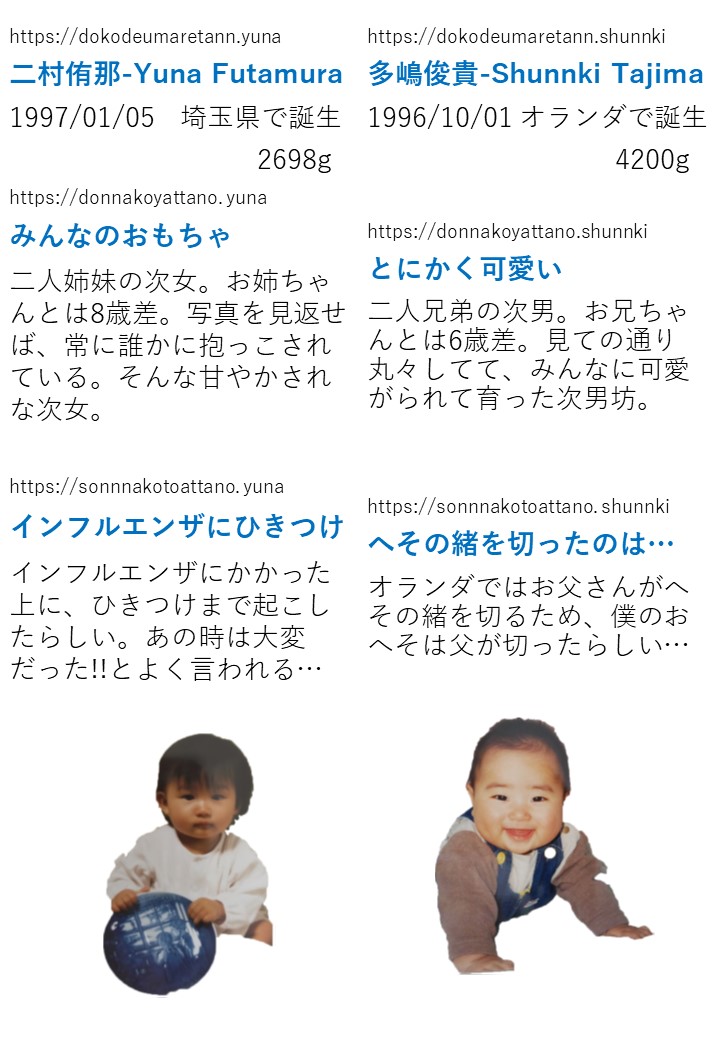 https://dokodeumaretann.yuna
二村侑那-Yuna Futamura
1997/01/05　埼玉県で誕生
2698g
https://donnakoyattano.yuna
みんなのおもちゃ
二人姉妹の次女。お姉ちゃ
んとは8歳差。写真を見返せ
ば、常に誰かに抱っこされ
ている。そんな甘やかされ
な次女。
https://sonnnakotoattano.yuna
インフルエンザにひきつけ
インフルエンザにかかった
上に、ひきつけまで起こし
たらしい。あの時は大変
だった!!とよく言われる…
https://dokodeumaretann.shunnki
多嶋俊貴-Shunnki Tajima
1996/10/01 オランダで誕生
4200g
https://donnakoyattano.shunnki
とにかく可愛い
二人兄弟の次男。お兄ちゃ
んとは6歳差。見ての通り
丸々してて、みんなに可愛
がられて育った次男坊。
https://sonnnakotoattano.shunnki
へその緒を切ったのは…
オランダではお父さんがへ
その緒を切るため、僕のお
へそは父が切ったらしい…